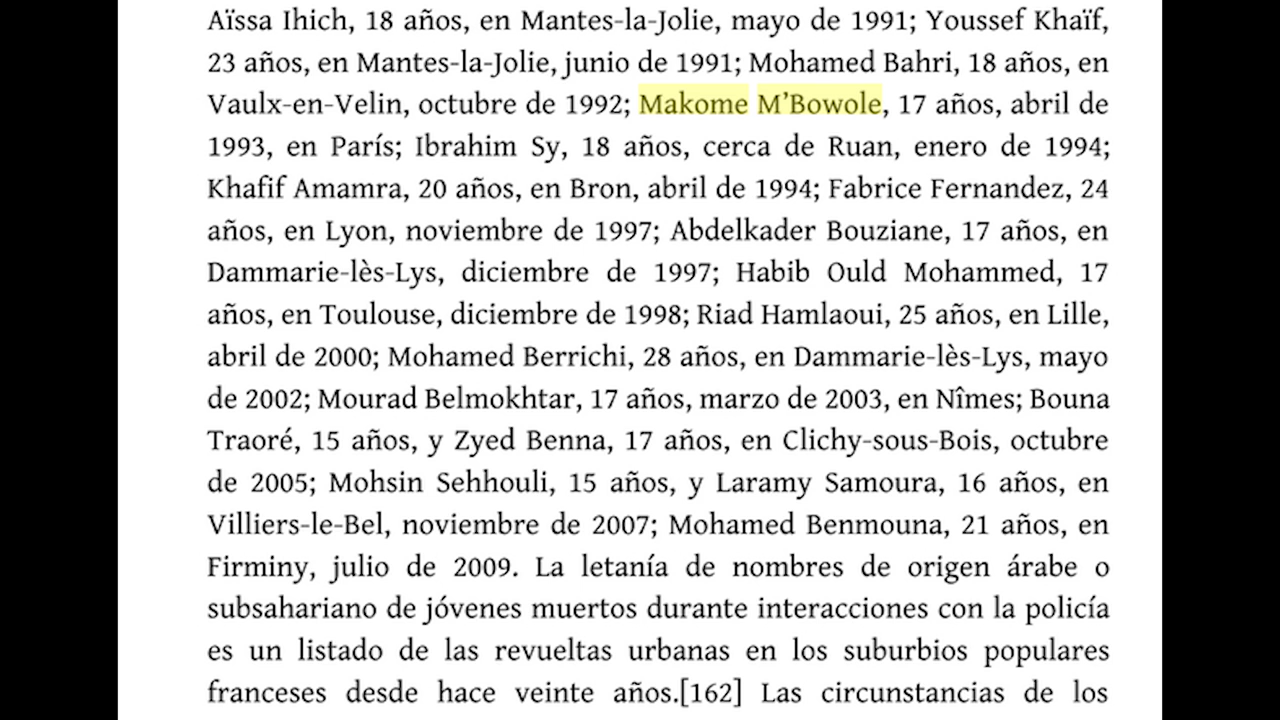 Aïssa Ihich, 18 años, en Mantes-la-Jolie, mayo de 1991; Youssef Khaïf,
23 años, en Mantes-la-Jolie, junio de 1991; Mohamed Bahri, 18 años, en
Vaulx-en-Velin, octubre de 1992; Makome M’Bowole, 17 años, abril de
1993, en París; Ibrahim Sy, 18 años, cerca de Ruan, enero de 1994;
Khafif Amamra, 20 años, en Bron, abril de 1994; Fabrice Fernandez, 24
años, en Lyon, noviembre de 1997; Abdelkader Bouziane, 17 años, en
Dammarie-lès-Lys, diciembre de 1997; Habib Ould Mohammed, 17
años, en Toulouse, diciembre de 1998; Riad Hamlaoui, 25 años, en Lille,
abril de 2000; Mohamed Berrichi, 28 años, en Dammarie-lès-Lys, mayo
de 2002; Mourad Belmokhtar, 17 años, marzo de 2003, en Nîmes; Bouna
Traoré, 15 años, y Zyed Benna, 17 años, en Clichy-sous-Bois, octubre
de 2005; Mohsin Sehhouli, 15 años, y Laramy Samoura, 16 años, en
Villiers-le-Bel, noviembre de 2007; Mohamed Benmouna, 21 años, en
Firminy, julio de 2009. La letanía de nombres de origen árabe o
subsahariano de jóvenes muertos durante interacciones con la policía
es un listado de las revueltas urbanas en los suburbios populares
franceses desde hace veinte años.[162] Las circunstancias de los